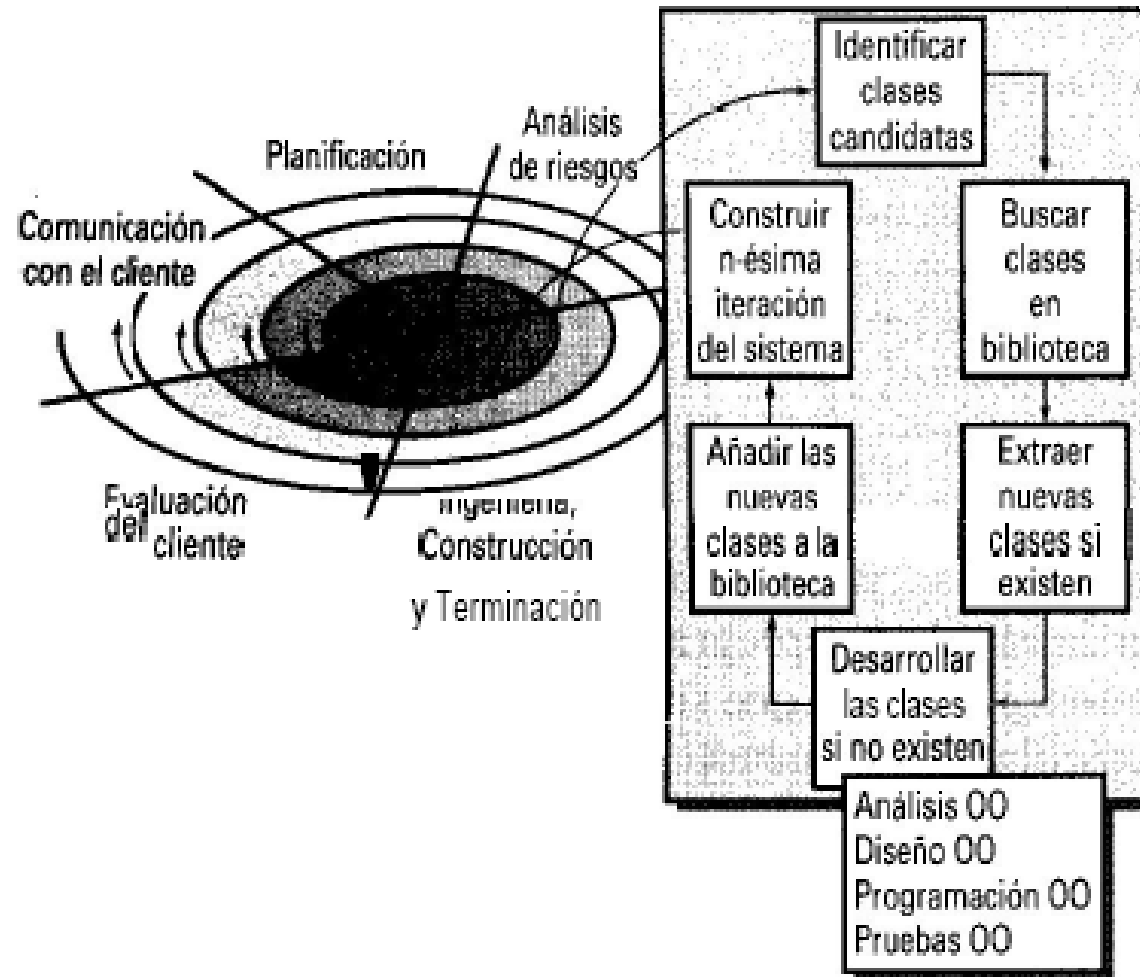 Planificación
Análisis
de riesgos
Comunicación
con el cliente
Evaluación
del cliente
Ingeniería,
Construcción
y Terminación
Identificar
clases
candidatas
Buscar
clases
en
biblioteca
Extraer
nuevas
clases si
existen
Desarrollar
las clases
si no existen
Añadir las
nuevas
clases a la
biblioteca
Construir
n-ésima
iteración
del sistema
Análisis OO
Diseño OO
Programación OO
Pruebas OO